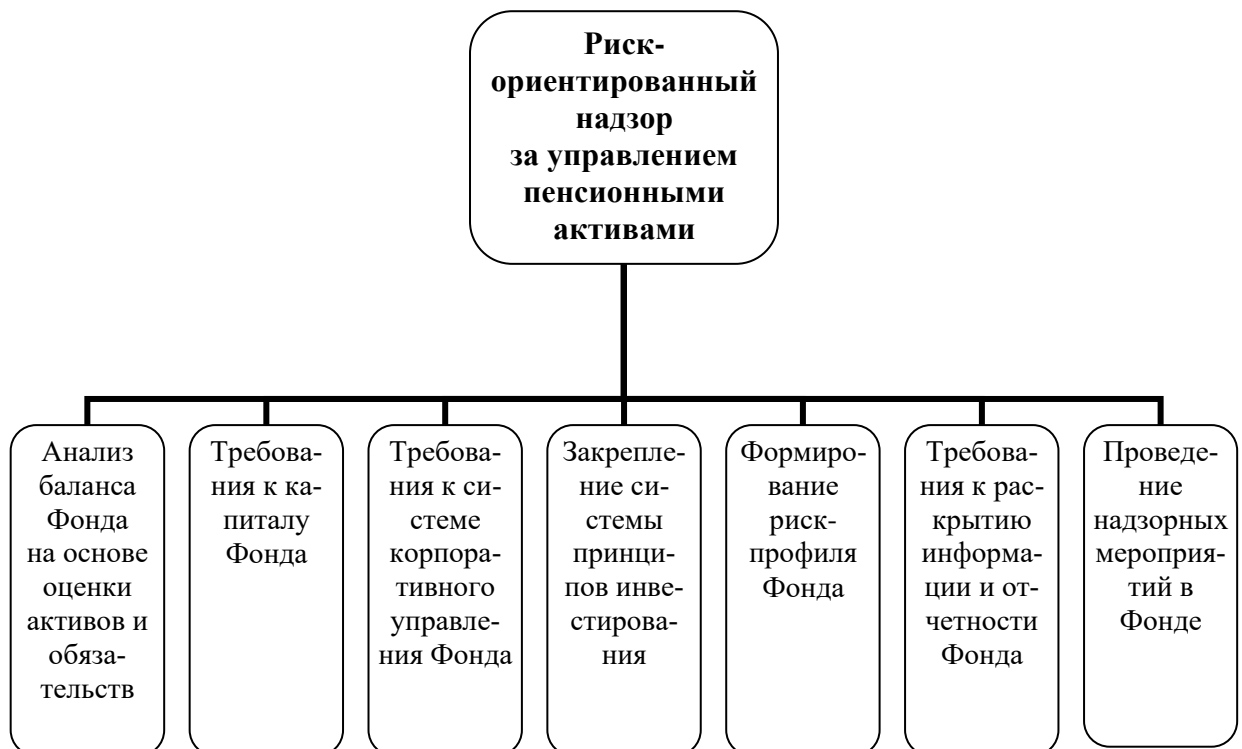 Риск-
ориентированный
надзор
за управлением
пенсионными
активами
Анализ
баланса
Фонда
на основе
оценки
активов и
обяза-
тельств
Требова-
ния к ка-
питалу
Фонда
Требова-
ния к си-
стеме
корпора-
тивного
управле-
ния Фонда
Закрепле-
ние си-
стемы
принци-
пов инве-
стирова-
ния
Формиро-
вание
риск-
профиля
Фонда
Требова-
ния к рас-
крытию
информа-
ции и от-
четности
Фонда
Проведе-
ние
надзорных
мероприя-
тий в
Фонде